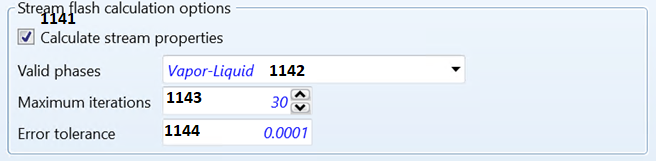 Stream flash calculation options
1141
Calculate stream properties
Valid phases Vapor-Liquid 1142
Maximum iterations 1143 30
Error tolerance 1144 0.0001